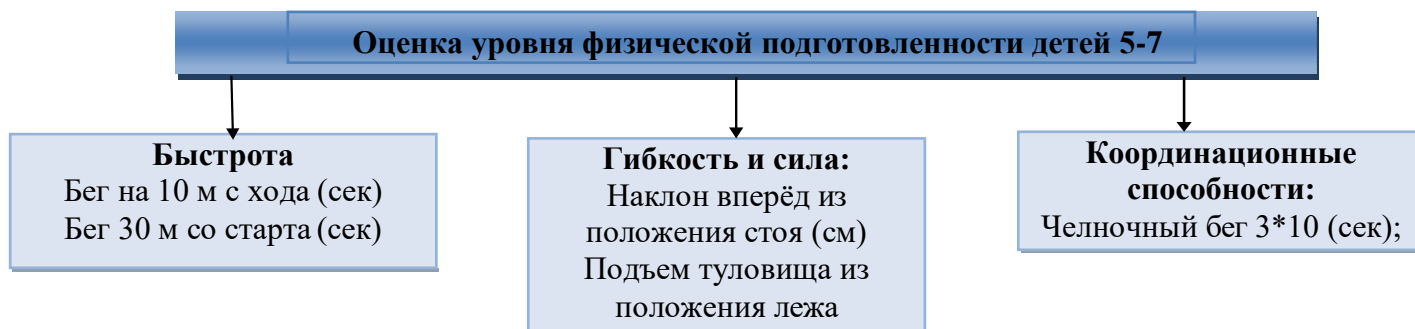 Оценка уровня физической подготовленности детей 5-7
Быстрота
Бег на 10 м с хода (сек)
Бег 30 м со старта (сек)
Гибкость и сила:
Наклон вперёд из
положения стоя (см)
Подъем туловища из
положения лежа
Координационные
способности:
Челночный бег 3*10 (сек);